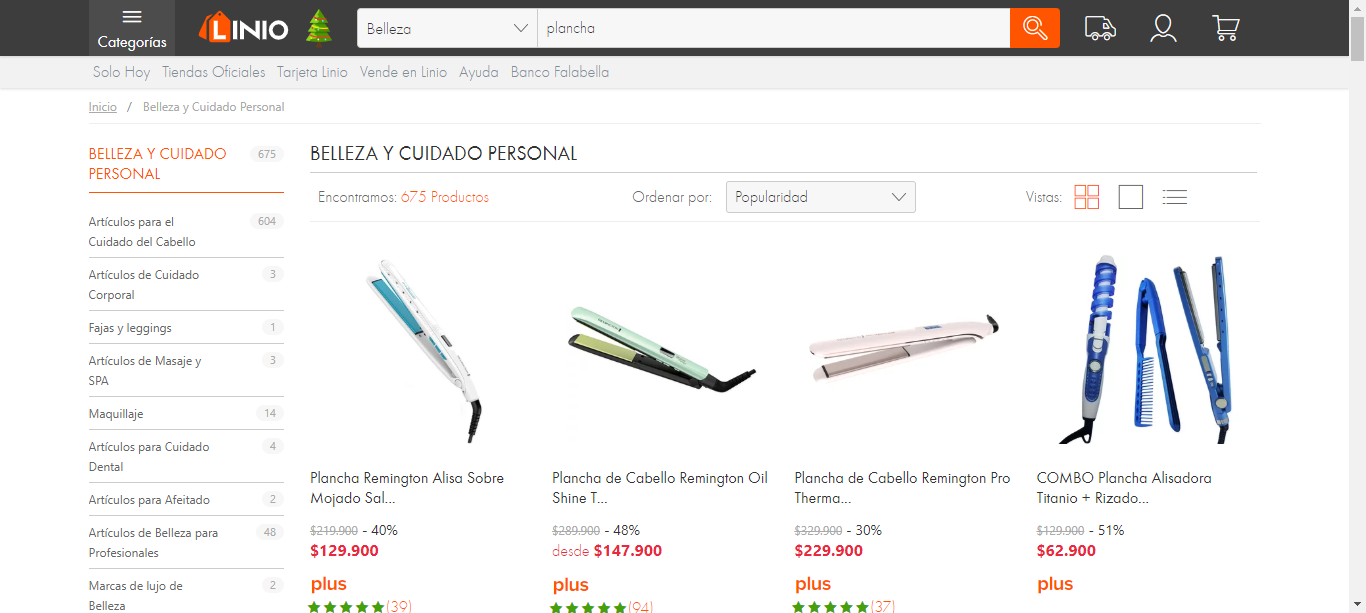 Categorías
LINIO
Belleza
plancha
Solo Hoy Tiendas Oficiales Tarjeta Linio Vende en Linio Ayuda Banco Falabella
Inicio / Belleza y Cuidado Personal
BELLEZA Y CUIDADO
PERSONAL
675
Artículos para el
Cuidado del Cabello
604
Artículos de Cuidado
Corporal
3
Fajas y leggings
1
Artículos de Masaje y
SPA
3
Maquillaje
14
Artículos para Cuidado
Dental
4
Artículos para Afeitado
2
Artículos de Belleza para
Profesionales
48
Marcas de lujo de
Belleza
2
BELLEZA Y CUIDADO PERSONAL
Encontramos: 675 Productos
Ordenar por:
Popularidad
Vistas:
Plancha Remington Alisa Sobre
Mojado Sal...
$219.900 - 40%
$129.900
plus
(39)
Plancha de Cabello Remington Oil
Shine T...
$289.900 - 48%
desde $147.900
plus
(94)
Plancha de Cabello Remington Pro
Therma...
$329.900 - 30%
$229.900
plus
(37)
COMBO Plancha Alisadora
Titanio + Rizado...
$129.900 - 51%
$62.900
plus